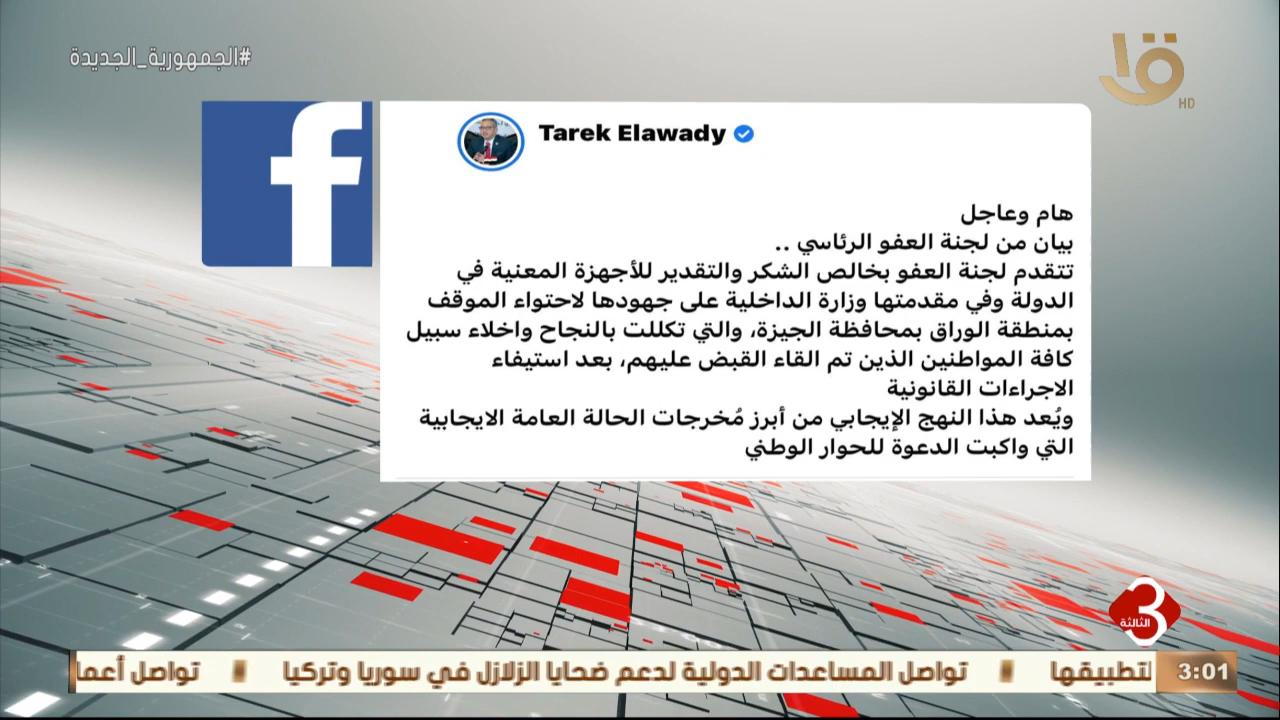 #الجمهورية_الجديدة
HD
Tarek Elawady
هام وعاجل
بيان من لجنة العفو الرئاسي ..
تتقدم لجنة العفو بخالص الشكر والتقدير للأجهزة المعنية في
الدولة وفي مقدمتها وزارة الداخلية على جهودها لاحتواء الموقف
بمنطقة الوراق بمحافظة الجيزة، والتي تكللت بالنجاح واخلاء سبيل
كافة المواطنين الذين تم القاء القبض عليهم، بعد استيفاء
الاجراءات القانونية
ويُعد هذا النهج الإيجابي من أبرز مُخرجات الحالة العامة الايجابية
التي واكبت الدعوة للحوار الوطني
3 الثالثة
3:01 لتطبيقها تواصل المساعدات الدولية لدعم ضحايا الزلازل في سوريا وتركيا تواصل أعما